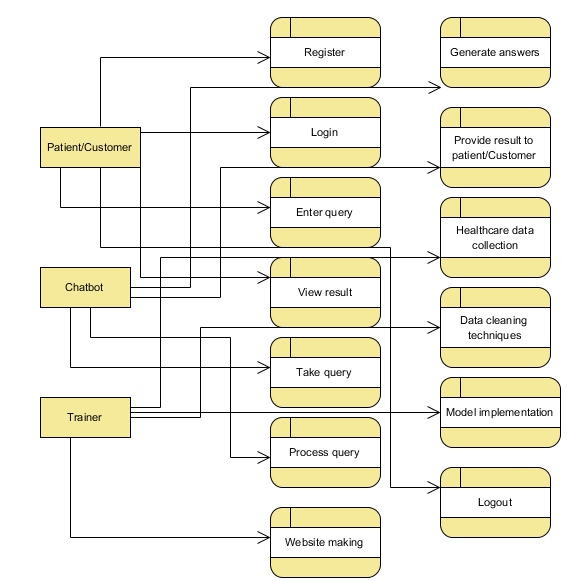 Register
Generate answers
Login
Patient/Customer
Provide result to
patient/Customer
Enter query
Healthcare data
collection
Chatbot
View result
Data cleaning
techniques
Take query
Trainer
Model implementation
Process query
Logout
Website making